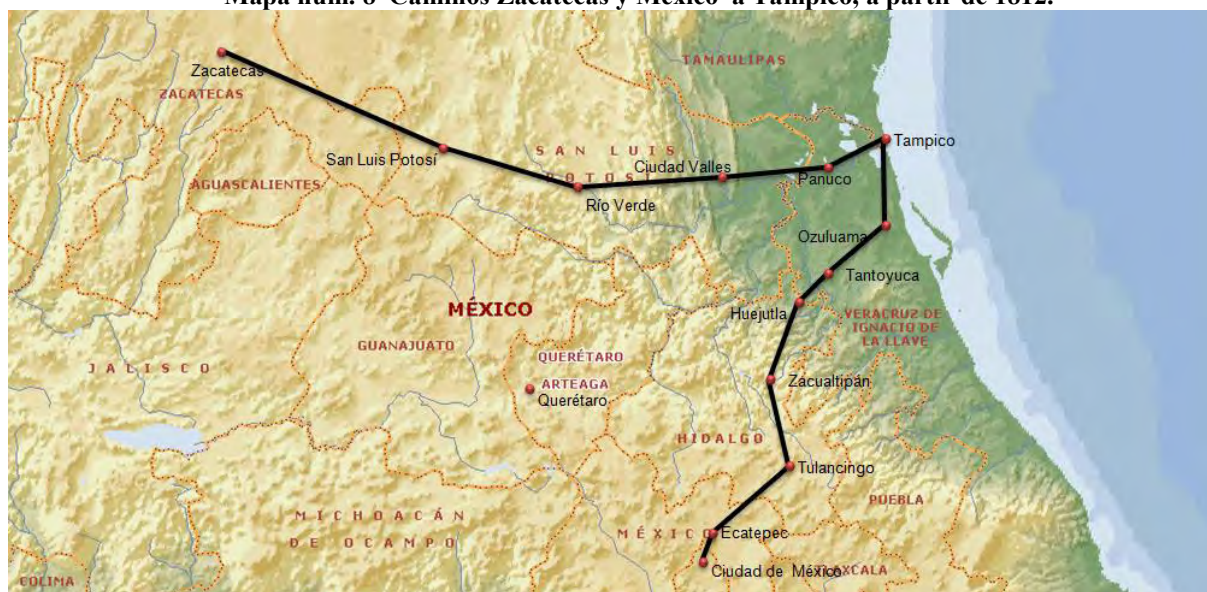 Mapa núm. 8 Caminos Zacatecas y México a Tampico, a partir de 1812.
Zacatecas
ZACATECAS
TAMAULIPAS
Tampico
San Luis Potosí
SAN LUIS
POTOSÍ
Ciudad Valles
Panuco
AGUASCALIENTES
Río Verde
Ozuluama
Tantoyuca
Huejutla
MÉXICO
VERACRUZ DE
IGNACIO DE
LA LLAVE
GUANAJUATO
QUERÉTARO
ARTEAGA
Querétaro
JALISCO
Zacualtipán
HIDALGO
Tulancingo
PUEBLA
MICHOACÁN
DE OCAMPO
MÉXICO
Ecatepec
Ciudad de México
COLIMA